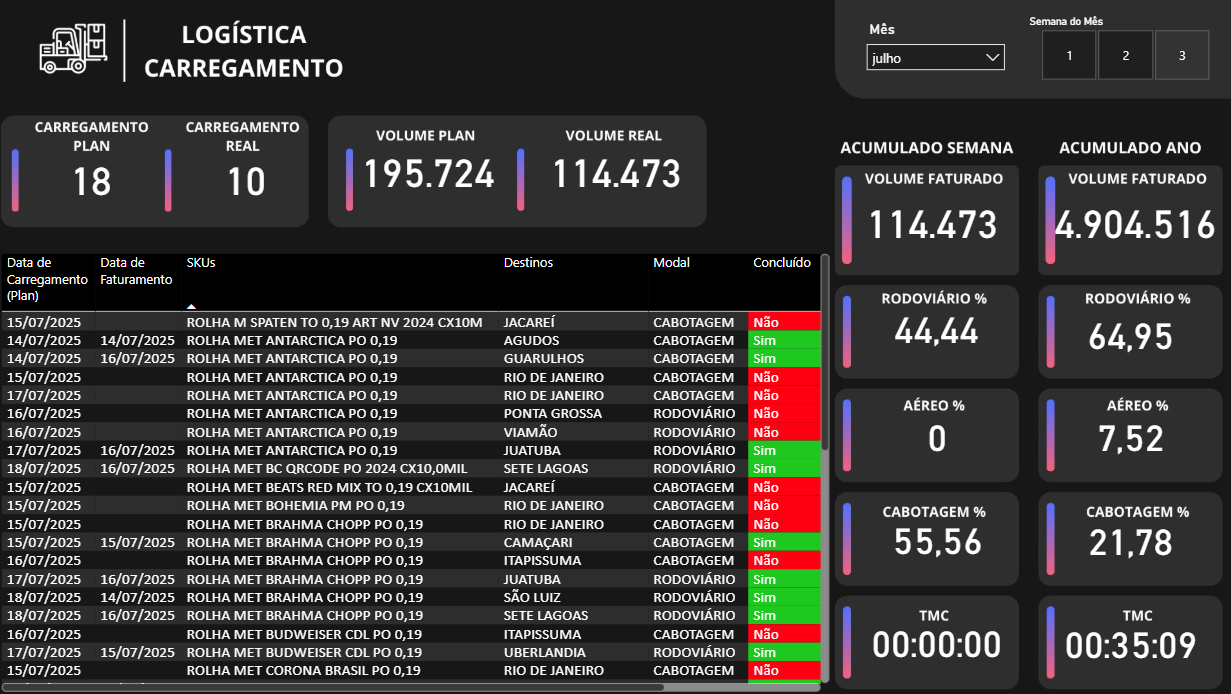 LOGÍSTICA
CARREGAMENTO
Mês
julho
Semana do Mês
1 2 3
CARREGAMENTO
PLAN
18
CARREGAMENTO
REAL
10
VOLUME PLAN
195.724
VOLUME REAL
114.473
ACUMULADO SEMANA
VOLUME FATURADO
114.473
RODOVIÁRIO %
44,44
AÉREO %
0
CABOTAGEM %
55,56
TMC
00:00:00
ACUMULADO ANO
VOLUME FATURADO
4.904.516
RODOVIÁRIO %
64,95
AÉREO %
7,52
CABOTAGEM %
21,78
TMC
00:35:09
Data de
Carregamento
(Plan)
Data de
Faturamento
SKUs
Destinos
Modal
Concluído
15/07/2025 ROLHA M SPATEN TO 0,19 ART NV 2024 CX10M JACAREÍ CABOTAGEM Não
14/07/2025 14/07/2025 ROLHA MET ANTARCTICA PO 0,19 AGUDOS CABOTAGEM Sim
14/07/2025 16/07/2025 ROLHA MET ANTARCTICA PO 0,19 GUARULHOS CABOTAGEM Sim
15/07/2025 ROLHA MET ANTARCTICA PO 0,19 RIO DE JANEIRO CABOTAGEM Não
17/07/2025 ROLHA MET ANTARCTICA PO 0,19 RIO DE JANEIRO CABOTAGEM Não
16/07/2025 ROLHA MET ANTARCTICA PO 0,19 PONTA GROSSA RODOVIÁRIO Não
16/07/2025 ROLHA MET ANTARCTICA PO 0,19 VIAMÃO RODOVIÁRIO Não
17/07/2025 16/07/2025 ROLHA MET ANTARCTICA PO 0,19 JUATUBA RODOVIÁRIO Sim
18/07/2025 16/07/2025 ROLHA MET BC QRCODE PO 2024 CX10,0MIL SETE LAGOAS RODOVIÁRIO Sim
15/07/2025 ROLHA MET BEATS RED MIX TO 0,19 CX10MIL JACAREÍ CABOTAGEM Não
15/07/2025 ROLHA MET BOHEMIA PM PO 0,19 RIO DE JANEIRO CABOTAGEM Não
15/07/2025 ROLHA MET BRAHMA CHOPP PO 0,19 RIO DE JANEIRO CABOTAGEM Não
15/07/2025 15/07/2025 ROLHA MET BRAHMA CHOPP PO 0,19 CAMAÇARI CABOTAGEM Sim
16/07/2025 ROLHA MET BRAHMA CHOPP PO 0,19 ITAPISSUMA CABOTAGEM Não
17/07/2025 16/07/2025 ROLHA MET BRAHMA CHOPP PO 0,19 JUATUBA RODOVIÁRIO Sim
18/07/2025 14/07/2025 ROLHA MET BRAHMA CHOPP PO 0,19 SÃO LUIZ RODOVIÁRIO Sim
18/07/2025 16/07/2025 ROLHA MET BRAHMA CHOPP PO 0,19 SETE LAGOAS RODOVIÁRIO Sim
16/07/2025 ROLHA MET BUDWEISER CDL PO 0,19 ITAPISSUMA CABOTAGEM Não
17/07/2025 15/07/2025 ROLHA MET BUDWEISER CDL PO 0,19 UBERLANDIA RODOVIÁRIO Sim
15/07/2025 ROLHA MET CORONA BRASIL PO 0,19 RIO DE JANEIRO CABOTAGEM Não